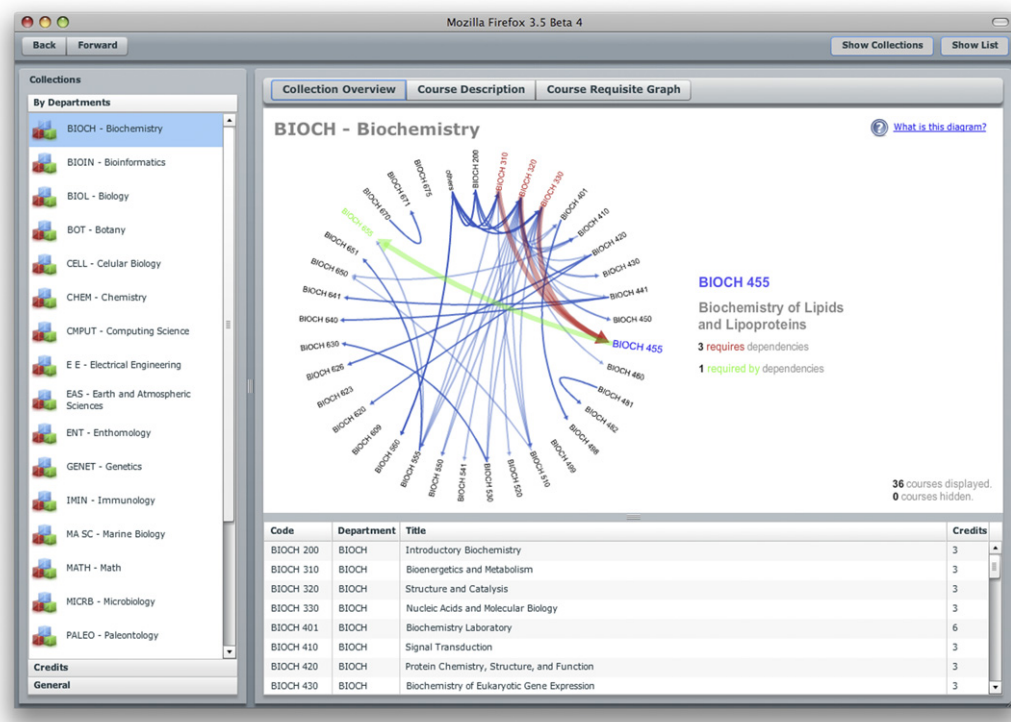 Mozilla Firefox 3.5 Beta 4
Back Forward Show Collections Show List
Collections
By Departments
BIOCH - Biochemistry
BIOIN - Bioinformatics
BIOL - Biology
BOT - Botany
CELL - Celular Biology
CHEM - Chemistry
CMPUT - Computing Science
E E - Electrical Engineering
EAS - Earth and Atmospheric
Sciences
ENT - Enthomology
GENET - Genetics
IMIN - Immunology
MA SC - Marine Biology
MATH - Math
MICRB - Microbiology
PALEO - Paleontology
Credits
General
Collection Overview Course Description Course Requisite Graph
BIOCH - Biochemistry
What is this diagram?
others
BIOCH 200
BIOCH 310
BIOCH 320
BIOCH 330
BIOCH 401
BIOCH 410
BIOCH 420
BIOCH 430
BIOCH 441
BIOCH 450
BIOCH 455
BIOCH 460
BIOCH 481
BIOCH 482
BIOCH 498
BIOCH 499
BIOCH 510
BIOCH 520
BIOCH 530
BIOCH 541
BIOCH 550
BIOCH 555
BIOCH 560
BIOCH 609
BIOCH 620
BIOCH 623
BIOCH 626
BIOCH 630
BIOCH 640
BIOCH 641
BIOCH 650
BIOCH 651
BIOCH 655
BIOCH 670
BIOCH 671
BIOCH 675
BIOCH 455
Biochemistry of Lipids
and Lipoproteins
3 requires dependencies
1 required by dependencies
36 courses displayed.
0 courses hidden.
Code Department Title Credits
BIOCH 200 BIOCH Introductory Biochemistry 3
BIOCH 310 BIOCH Bioenergetics and Metabolism 3
BIOCH 320 BIOCH Structure and Catalysis 3
BIOCH 330 BIOCH Nucleic Acids and Molecular Biology 3
BIOCH 401 BIOCH Biochemistry Laboratory 6
BIOCH 410 BIOCH Signal Transduction 3
BIOCH 420 BIOCH Protein Chemistry, Structure, and Function 3
BIOCH 430 BIOCH Biochemistry of Eukaryotic Gene Expression 3